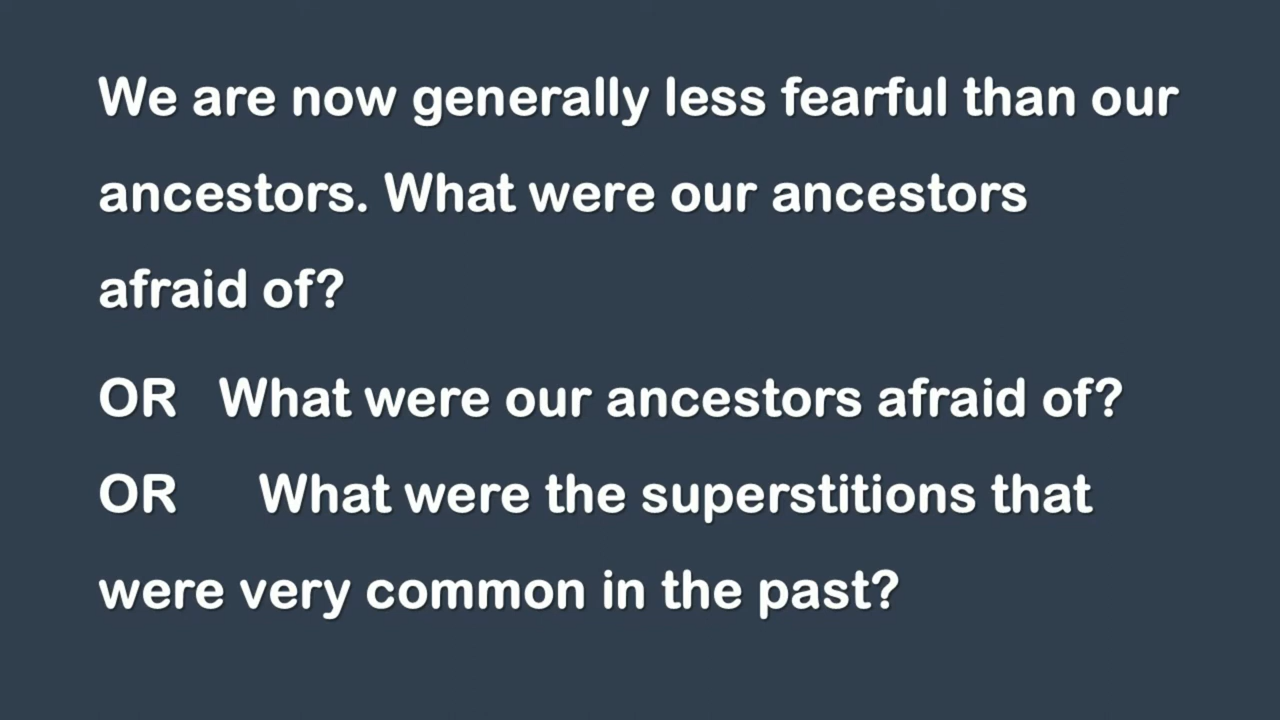 We are now generally less fearful than our
ancestors. What were our ancestors
afraid of?
OR What were our ancestors afraid of?
OR What were the superstitions that
were very common in the past?